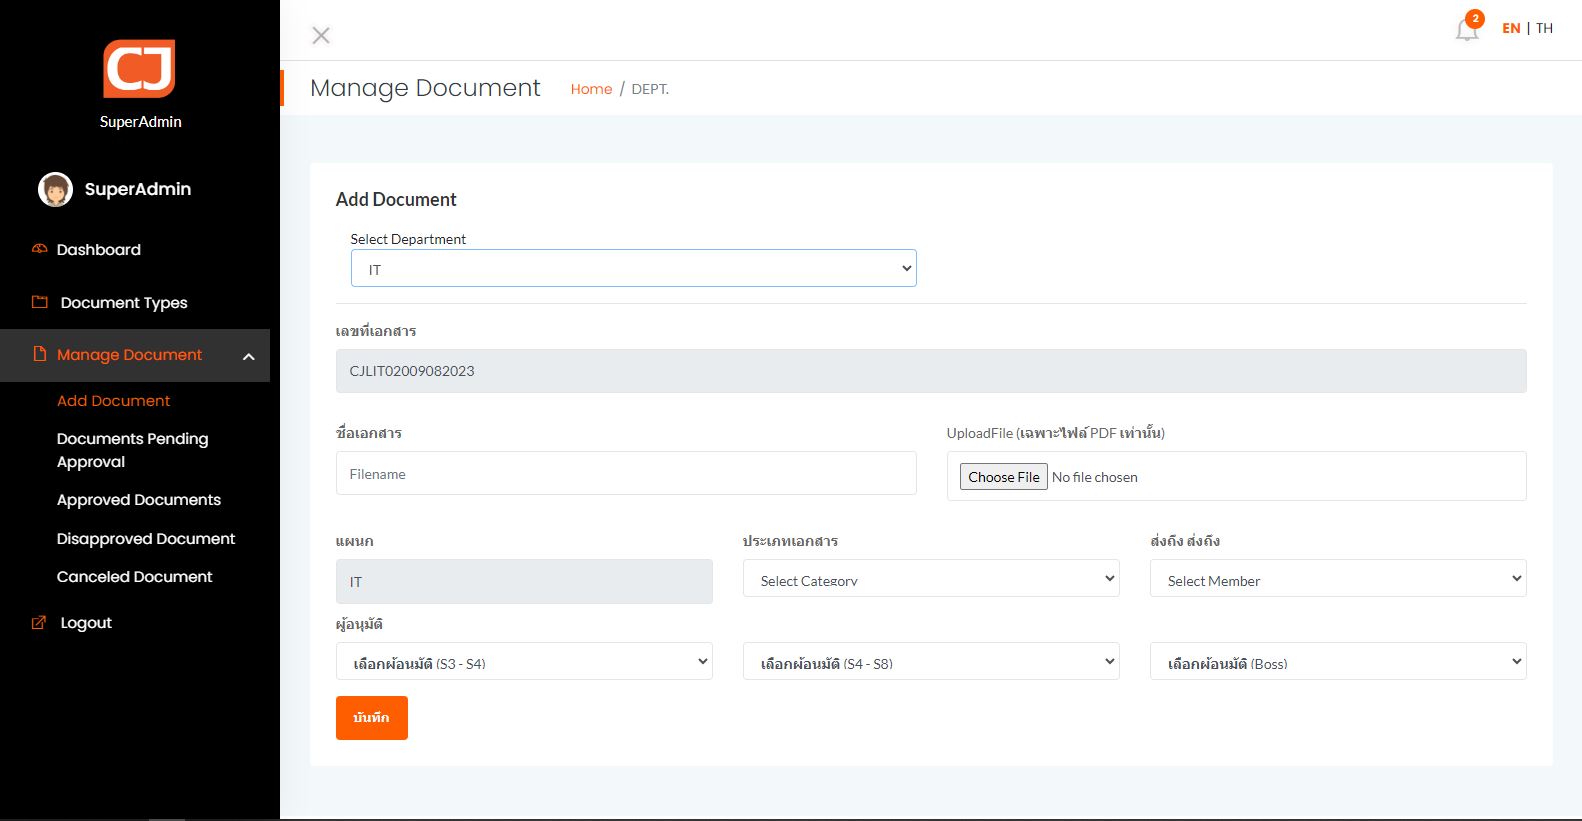 2
EN | TH
CJ
SuperAdmin
Manage Document
Home / DEPT.
SuperAdmin
Dashboard
Document Types
Manage Document
Add Document
Documents Pending
Approval
Approved Documents
Disapproved Document
Canceled Document
Logout
Add Document
Select Department
IT
เลขที่เอกสาร
CJLIT02009082023
ชื่อเอกสาร
UploadFile (เฉพาะไฟล์ PDF เท่านั้น)
Filename
Choose File No file chosen
แผนก
ประเภทเอกสาร
ส่งถึง ส่งถึง
IT
Select Category
Select Member
ผู้อนุมัติ
เลือกผู้อนุมัติ (S3 - S4)
เลือกผู้อนุมัติ (S4 - S8)
เลือกผู้อนุมัติ (Boss)
บันทึก